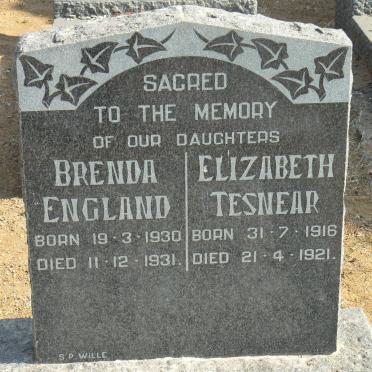 SACRED
TO THE MEMORY
OF OUR DAUGHTERS
BRENDA
ENGLAND
BORN 19·3·1930
DIED 11·12·1931.
ELIZABETH
TESNEAR
BORN 31·7·1916
DIED 21·4·1921.
S.P. WILLE